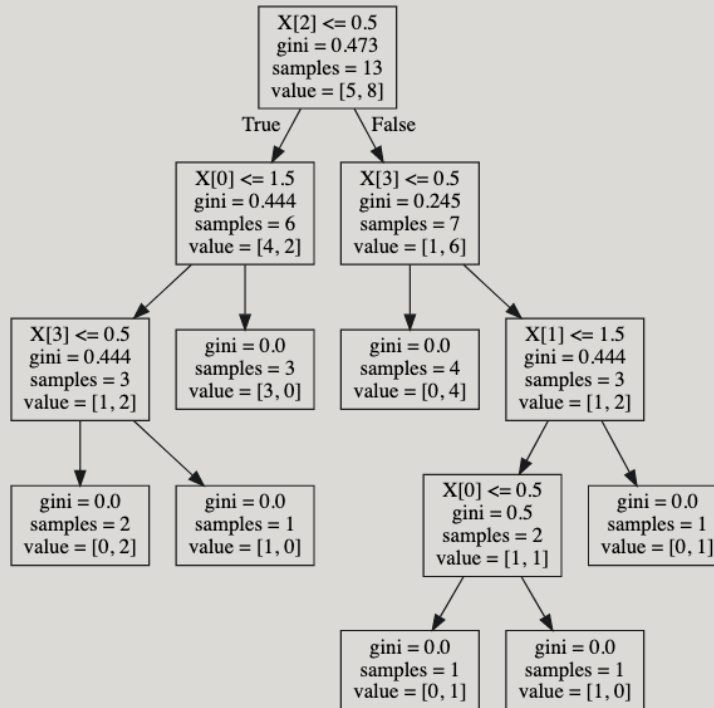 X[2] <= 0.5
gini = 0.473
samples = 13
value = [5, 8]
True
False
X[0] <= 1.5
gini = 0.444
samples = 6
value = [4, 2]
X[3] <= 0.5
gini = 0.245
samples = 7
value = [1, 6]
X[3] <= 0.5
gini = 0.444
samples = 3
value = [1, 2]
gini = 0.0
samples = 3
value = [3, 0]
gini = 0.0
samples = 4
value = [0, 4]
X[1] <= 1.5
gini = 0.444
samples = 3
value = [1, 2]
gini = 0.0
samples = 2
value = [0, 2]
gini = 0.0
samples = 1
value = [1, 0]
X[0] <= 0.5
gini = 0.5
samples = 2
value = [1, 1]
gini = 0.0
samples = 1
value = [0, 1]
gini = 0.0
samples = 1
value = [0, 1]
gini = 0.0
samples = 1
value = [1, 0]